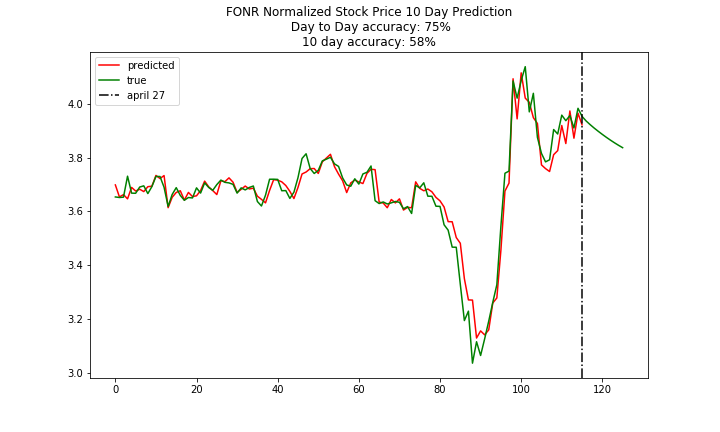 FONR Normalized Stock Price 10 Day Prediction
Day to Day accuracy: 75%
10 day accuracy: 58%
predicted
true
april 27
4.0
3.8
3.6
3.4
3.2
3.0
0 20 40 60 80 100 120